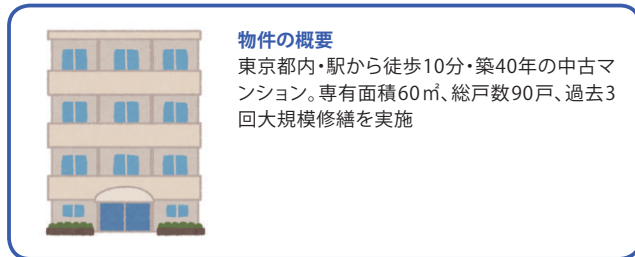 物件の概要
東京都内・駅から徒歩10分・築40年の中古マ
ンション。専有面積60㎡、総戸数90戸、過去3
回大規模修繕を実施